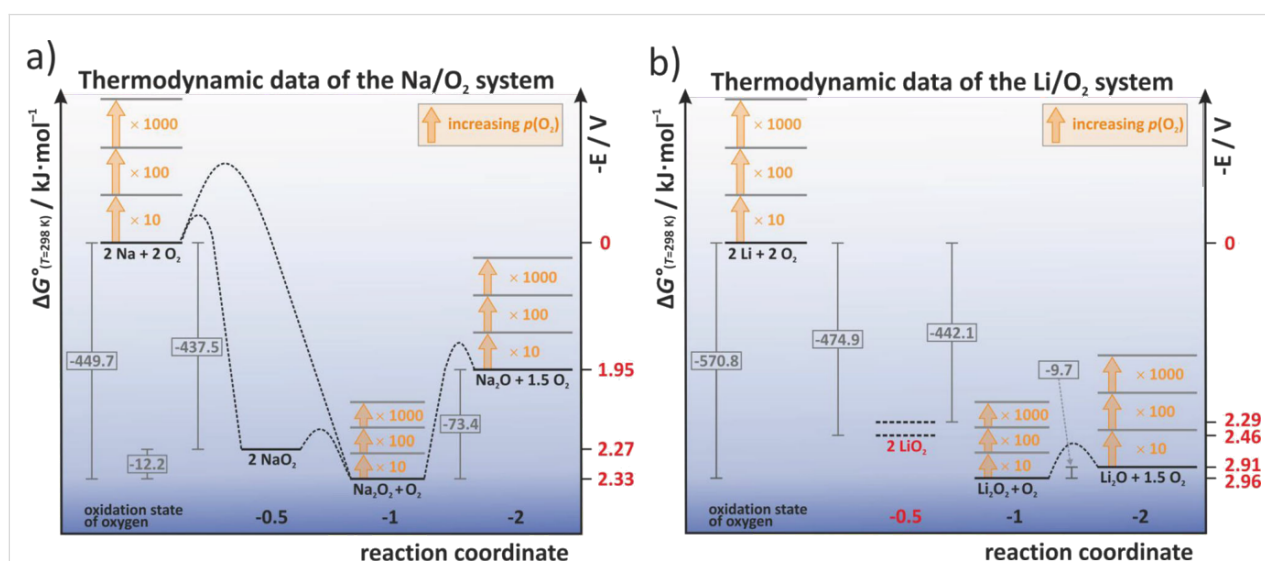 a)
Thermodynamic data of the Na/O₂ system
ΔG°(T=298 K) / kJ·mol⁻¹
-E / V
increasing p(O₂)
× 1000
× 100
× 10
2 Na + 2 O₂
0
× 1000
× 100
× 10
-437.5
-449.7
Na₂O + 1.5 O₂
1.95
× 1000
× 100
× 10
-73.4
-12.2
2 NaO₂
2.27
Na₂O₂ + O₂
2.33
oxidation state
of oxygen
-0.5
-1
-2
reaction coordinate
b)
Thermodynamic data of the Li/O₂ system
ΔG°(T=298 K) / kJ·mol⁻¹
-E / V
increasing p(O₂)
× 1000
× 100
× 10
2 Li + 2 O₂
0
-442.1
-474.9
-570.8
-9.7
× 1000
× 100
× 10
× 1000
× 100
× 10
2.29
2.46
2 LiO₂
2.91
2.96
Li₂O₂ + O₂
Li₂O + 1.5 O₂
oxidation state
of oxygen
-0.5
-1
-2
reaction coordinate